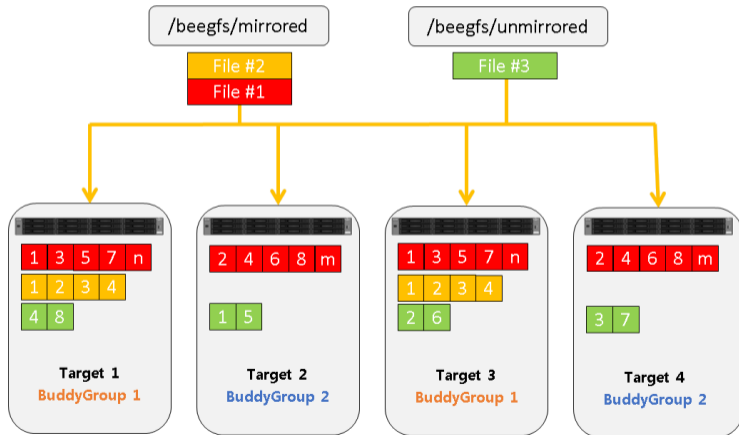 /beegfs/mirrored
/beegfs/unmirrored
File #2
File #1
File #3
1 3 5 7 n
1 2 3 4
4 8
Target 1
BuddyGroup 1
2 4 6 8 m
1 5
Target 2
BuddyGroup 2
1 3 5 7 n
1 2 3 4
2 6
Target 3
BuddyGroup 1
2 4 6 8 m
3 7
Target 4
BuddyGroup 2